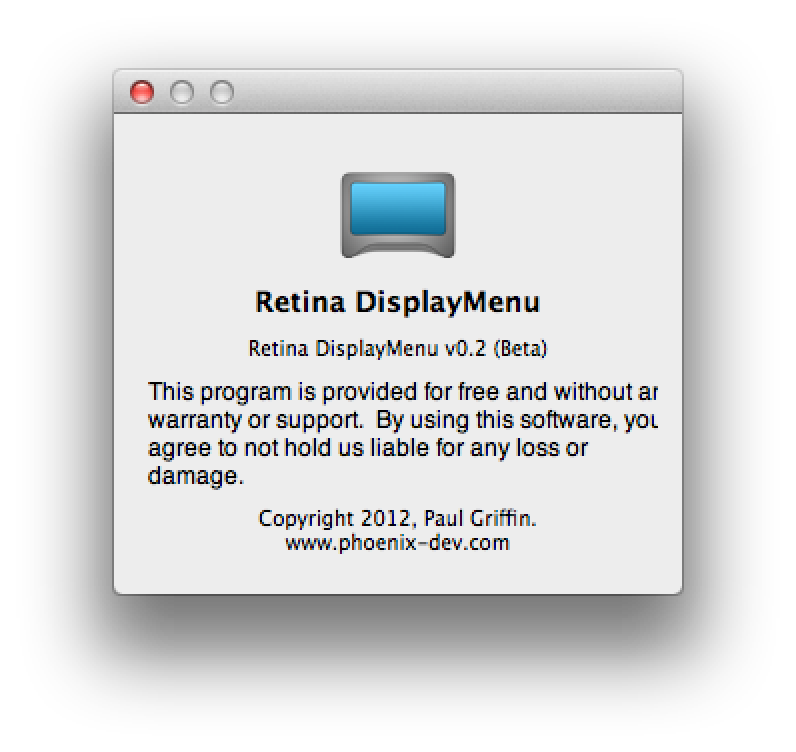 Retina DisplayMenu
Retina DisplayMenu v0.2 (Beta)
This program is provided for free and without ar
warranty or support.  By using this software, you
agree to not hold us liable for any loss or
damage.
Copyright 2012, Paul Griffin.
www.phoenix-dev.com